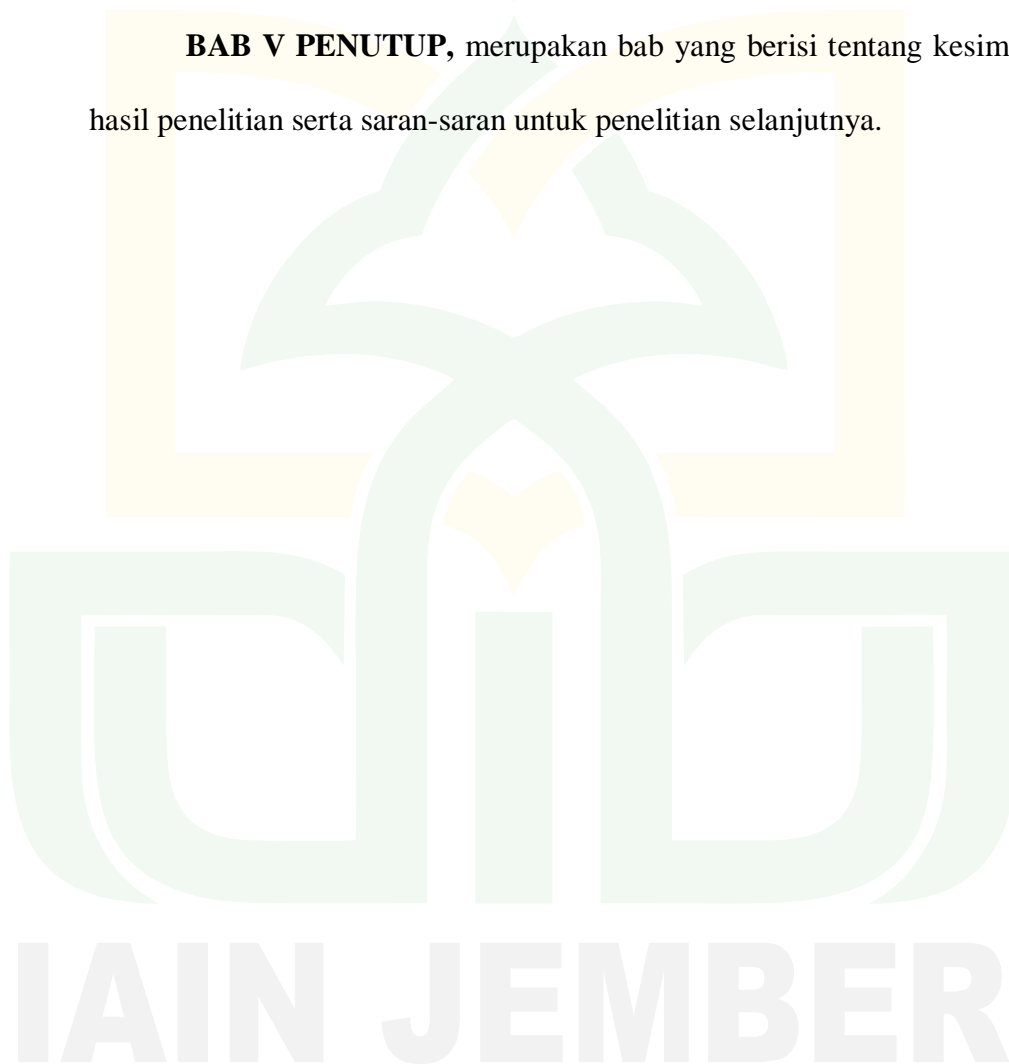 BAB V PENUTUP, merupakan bab yang berisi tentang kesim
hasil penelitian serta saran-saran untuk penelitian selanjutnya.
IAIN JEMBER